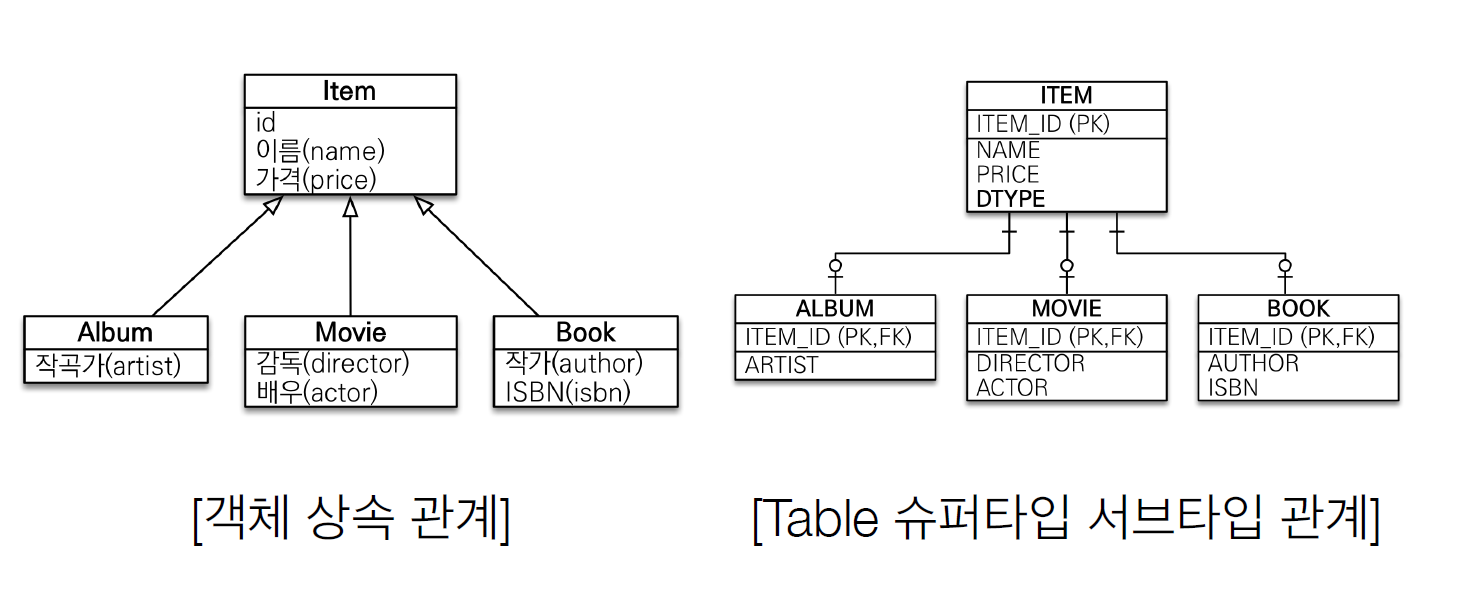 Item
id
이름(name)
가격(price)
Album
작곡가(artist)
Movie
감독(director)
배우(actor)
Book
작가(author)
ISBN(isbn)
[객체 상속 관계]
ITEM
ITEM_ID (PK)
NAME
PRICE
DTYPE
ALBUM
ITEM_ID (PK,FK)
ARTIST
MOVIE
ITEM_ID (PK,FK)
DIRECTOR
ACTOR
BOOK
ITEM_ID (PK,FK)
AUTHOR
ISBN
[Table 슈퍼타입 서브타입 관계]